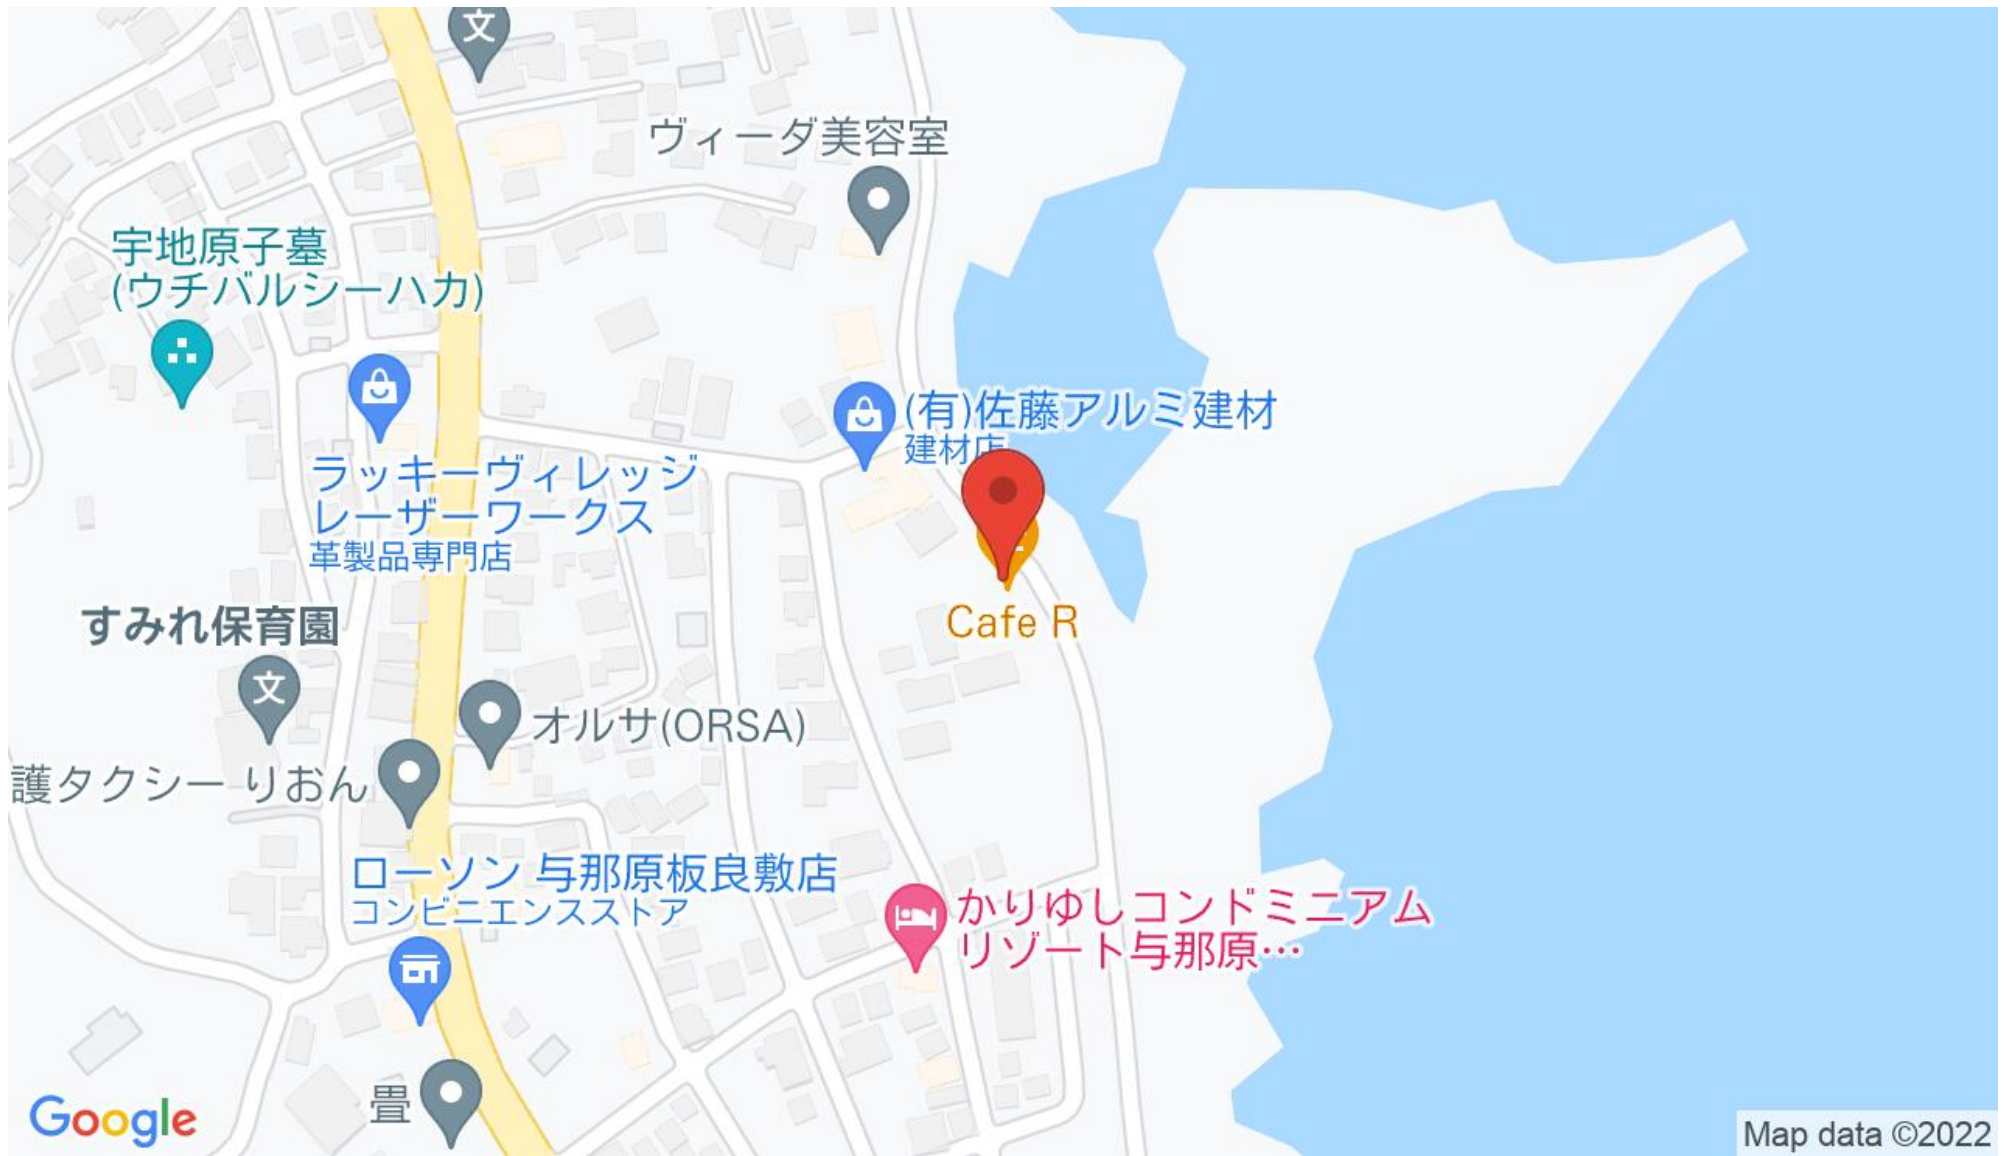 文
ヴィーダ美容室
宇地原子墓
(ウチバルシーハカ)
(有)佐藤アルミ建材
建材店
ラッキーヴィレッジ
レーザーワークス
革製品専門店
Cafe R
すみれ保育園
文
オルサ(ORSA)
護タクシー りおん
ローソン 与那原板良敷店
コンビニエンスストア
かりゆしコンドミニアム
リゾート与那原…
畳
Google
Map data ©2022